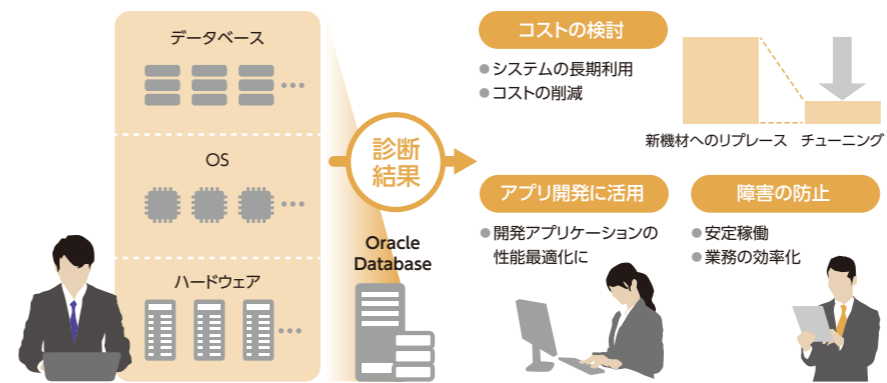 データベース
OS
ハードウェア
診断
結果
Oracle
Database
コストの検討
●システムの長期利用
●コストの削減
新機材へのリプレース チューニング
アプリ開発に活用
●開発アプリケーションの
性能最適化に
障害の防止
●安定稼働
●業務の効率化